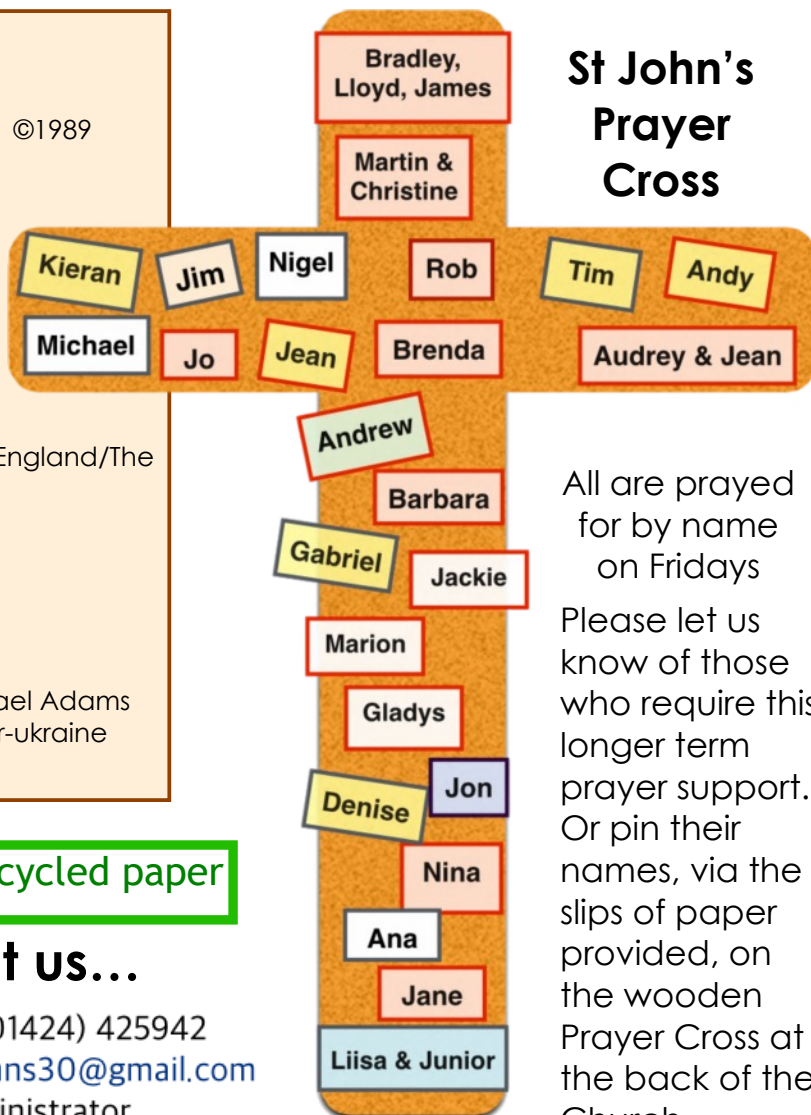 ©1989
England/The
ael Adams
r-ukraine
cycled paper
t us…
01424) 425942
ns30@gmail.com
inistrator
Bradley,
Lloyd, James
Martin &
Christine
Kieran
Jim
Nigel
Rob
Tim
Andy
Michael
Jo
Jean
Brenda
Audrey & Jean
Andrew
Barbara
Gabriel
Jackie
Marion
Gladys
Denise
Jon
Nina
Ana
Jane
Liisa & Junior
St John’s
Prayer
Cross
All are prayed
for by name
on Fridays
Please let us
know of those
who require this
longer term
prayer support.
Or pin their
names, via the
slips of paper
provided, on
the wooden
Prayer Cross at
the back of the
Church